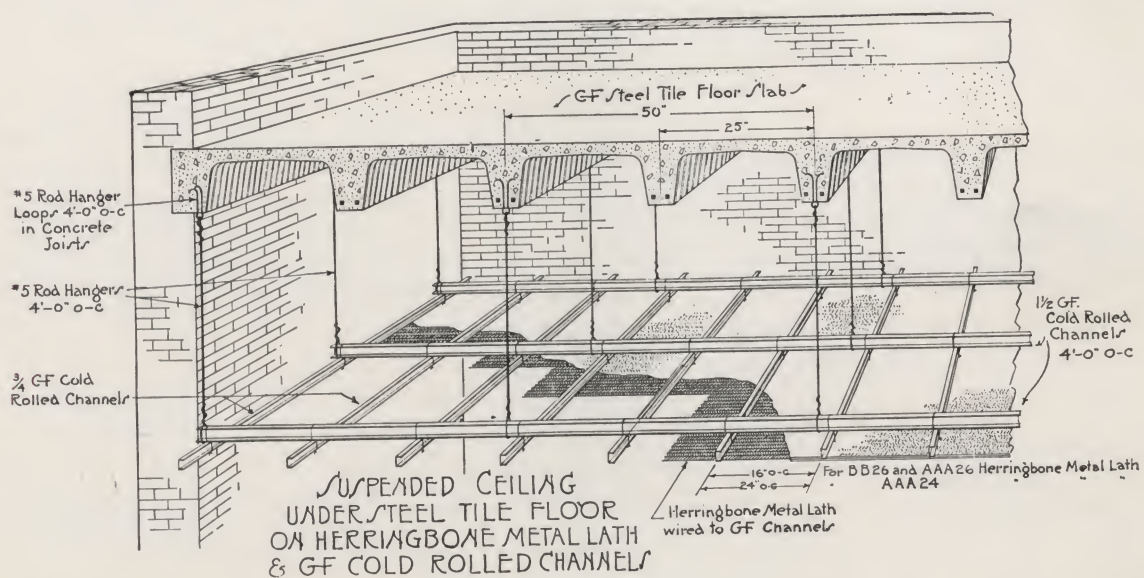 GF Steel Tile Floor Slab
50"
25"
#5 Rod Hanger
Loops 4'-0" O-C
in Concrete
Joists
#5 Rod Hangers
4'-0" O-C
3/4 GF Cold
Rolled Channels
1½ GF.
Cold Rolled
Channels
4'-0" O-C
16"O-C For BB26 and AAA26 Herringbone Metal Lath
24"O-C AAA24 " " "
Herringbone Metal Lath
wired to GF Channels
SUSPENDED CEILING
UNDER STEEL TILE FLOOR
ON HERRINGBONE METAL LATH
& GF COLD ROLLED CHANNELS